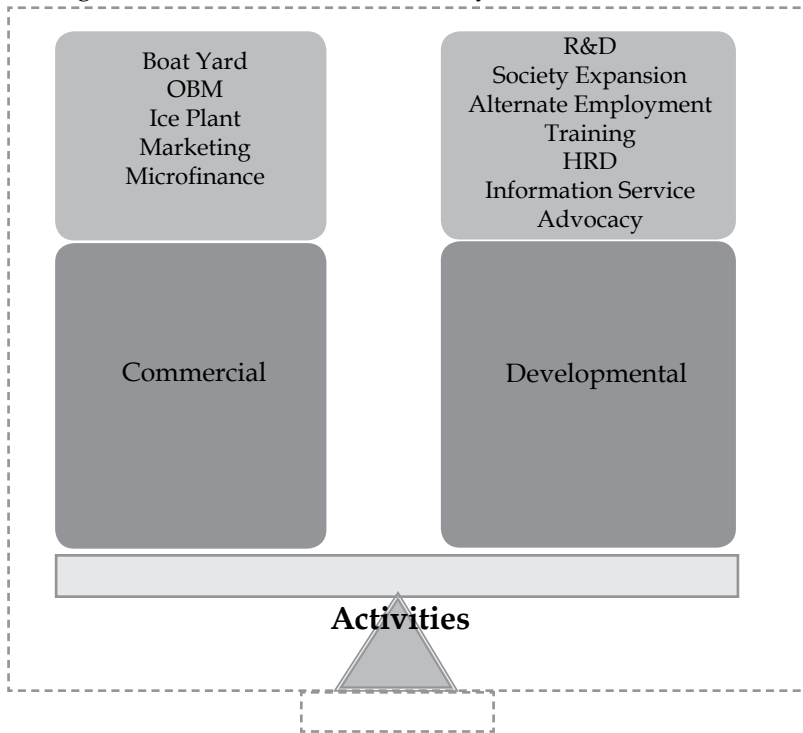 Boat Yard
OBM
Ice Plant
Marketing
Microfinance
R&D
Society Expansion
Alternate Employment
Training
HRD
Information Service
Advocacy
Commercial
Developmental
Activities